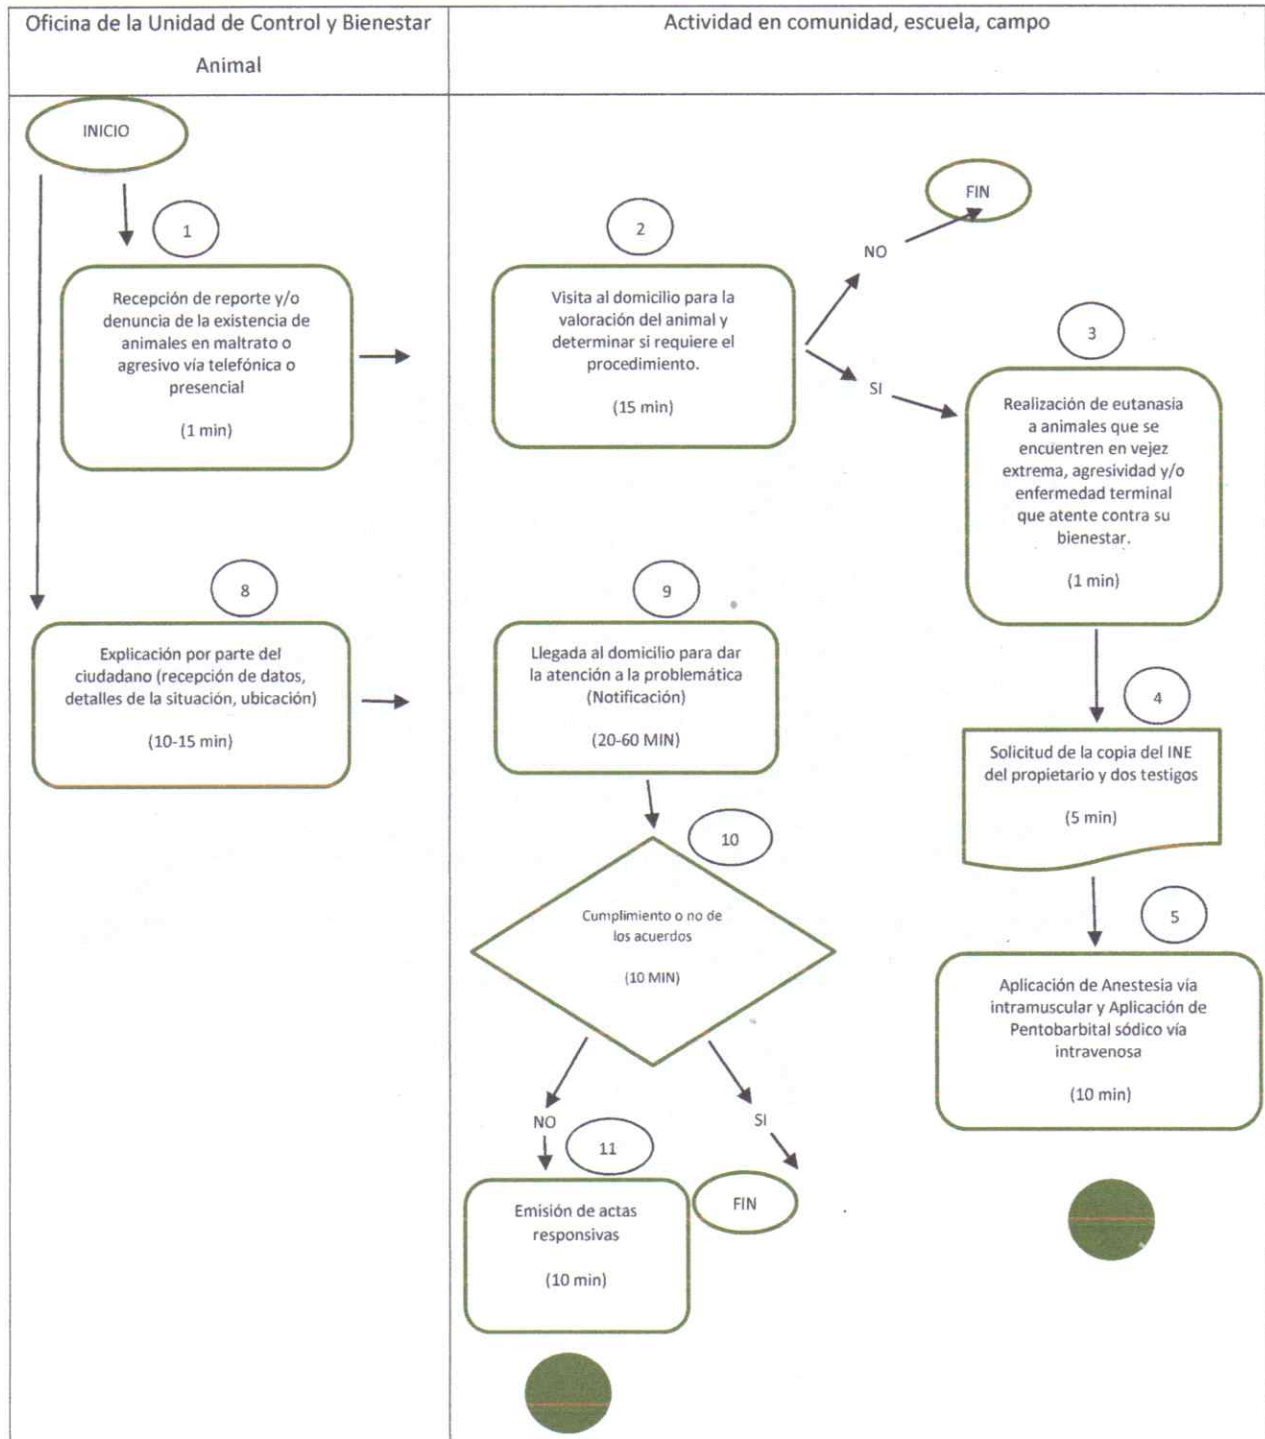 Oficina de la Unidad de Control y Bienestar
Animal
Actividad en comunidad, escuela, campo
INICIO
1
Recepción de reporte y/o
denuncia de la existencia de
animales en maltrato o
agresivo vía telefónica o
presencial
(1 min)
2
Visita al domicilio para la
valoración del animal y
determinar si requiere el
procedimiento.
(15 min)
NO
FIN
SI
3
Realización de eutanasia
a animales que se
encuentren en vejez
extrema, agresividad y/o
enfermedad terminal
que atente contra su
bienestar.
(1 min)
4
Solicitud de la copia del INE
del propietario y dos testigos
(5 min)
5
Aplicación de Anestesia vía
intramuscular y Aplicación de
Pentobarbital sódico vía
intravenosa
(10 min)
8
Explicación por parte del
ciudadano (recepción de datos,
detalles de la situación, ubicación)
(10-15 min)
9
Llegada al domicilio para dar
la atención a la problemática
(Notificación)
(20-60 MIN)
10
Cumplimiento o no de
los acuerdos
(10 MIN)
NO
SI
11
Emisión de actas
responsivas
(10 min)
FIN